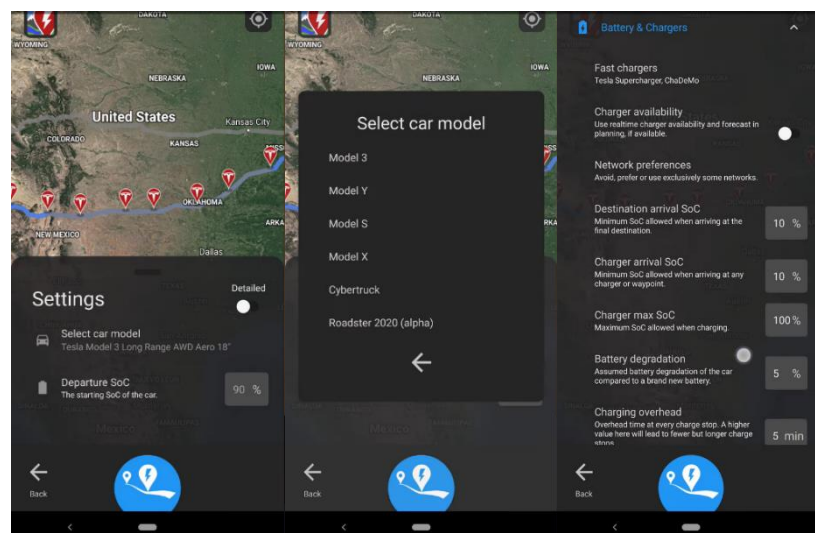 DAKOTA
WYOMING
IOWA
NEBRASKA
United States
Kansas City
COLORADO
KANSAS
OKLAHOMA
ARKA
NEW MEXICO
Dallas
Settings
Detailed
Select car model
Tesla Model 3 Long Range AWD Aero 18"
Departure SoC
The starting SoC of the car.
90 %
Mexico
Back
DAKOTA
WYOMING
IOWA
NEBRASKA
Select car model
Model 3
Model Y
Model S
Model X
Cybertruck
Roadster 2020 (alpha)
RKA
Mexico
Back
Battery & Chargers
Fast chargers
Tesla Supercharger, ChaDeMo
Charger availability
Use realtime charger availability and forecast in
planning, if available.
Network preferences
Avoid, prefer or use exclusively some networks.
Destination arrival SoC
Minimum SoC allowed when arriving at the
final destination.
10 %
Charger arrival SoC
Minimum SoC allowed when arriving at any
charger or waypoint.
10 %
Charger max SoC
Maximum SoC allowed when charging.
100 %
Battery degradation
Assumed battery degradation of the car
compared to a brand new battery.
5 %
Charging overhead
Overhead time at every charge stop. A higher
value here will lead to fewer but longer charge
stops
5 min
Back